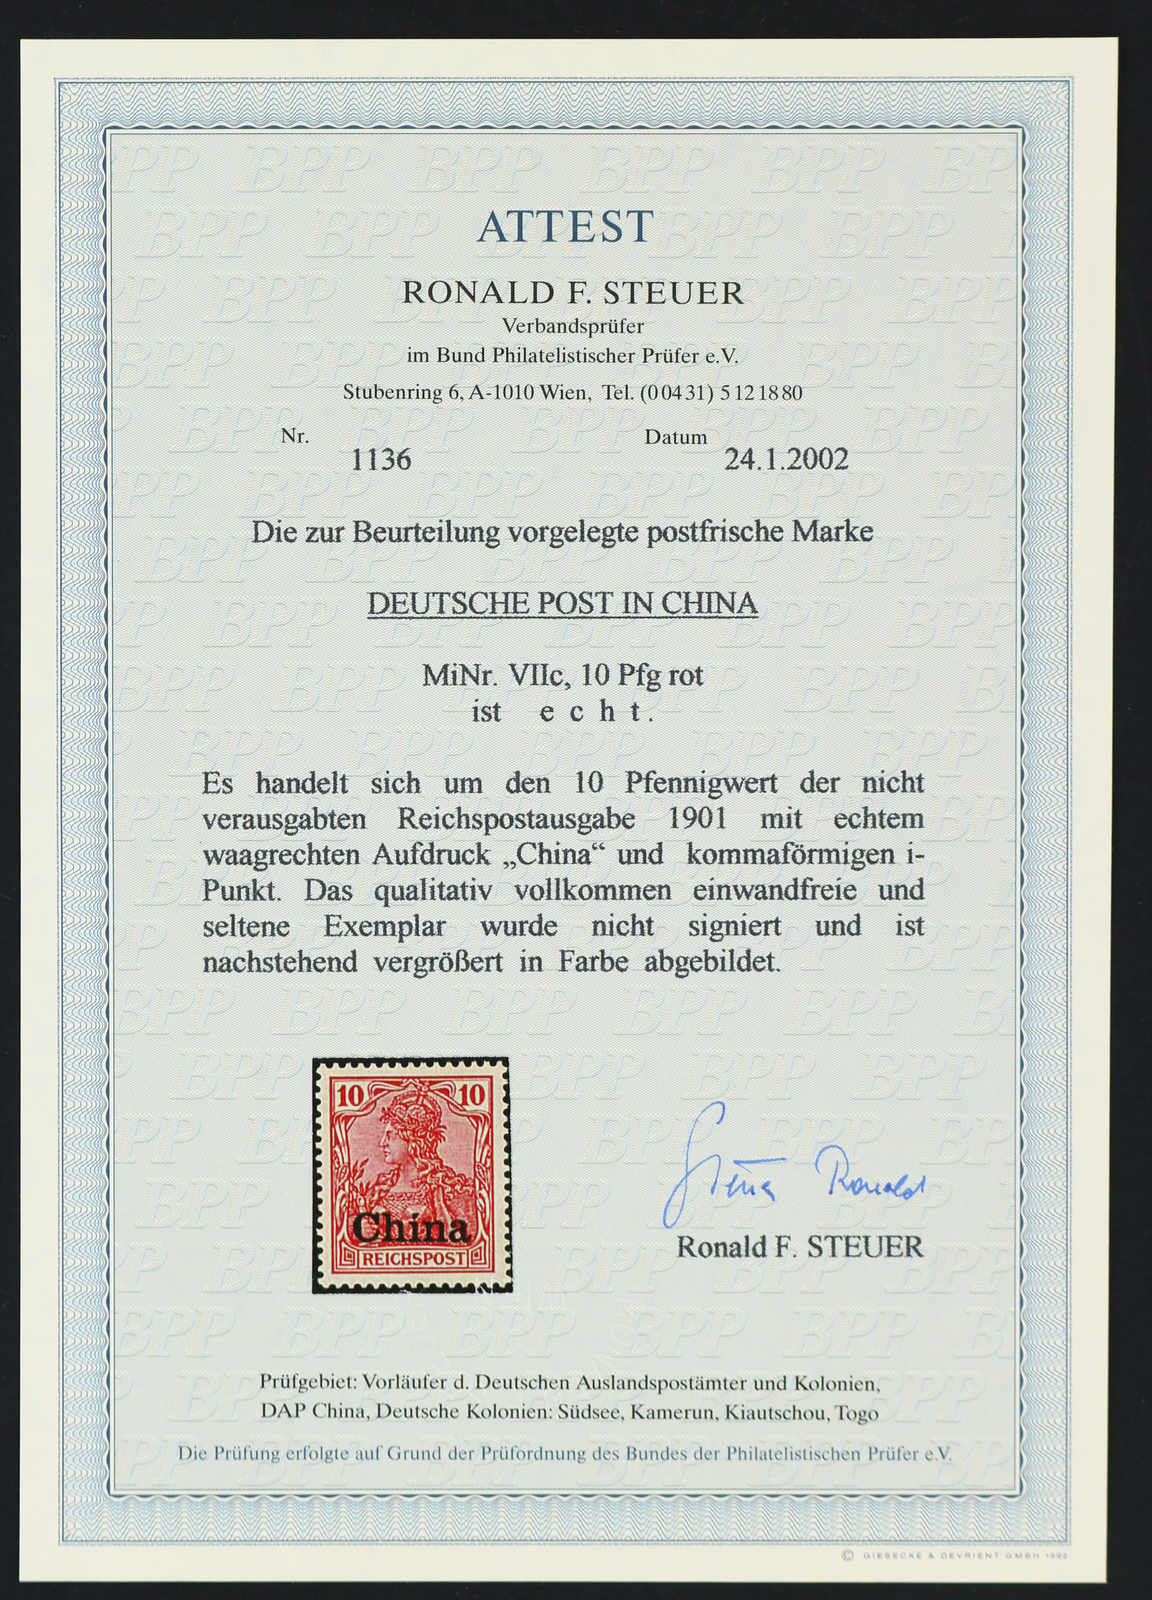 ATTEST
RONALD F. STEUER
Verbandsprüfer
im Bund Philatelistischer Prüfer e.V.
Stubenring 6, A-1010 Wien, Tel. (00431) 5121880
Nr. 1136 Datum 24.1.2002
Die zur Beurteilung vorgelegte postfrische Marke
DEUTSCHE POST IN CHINA
MiNr. VIIc, 10 Pfg rot
ist e c h t.
Es handelt sich um den 10 Pfennigwert der nicht
verausgabten Reichspostausgabe 1901 mit echtem
waagrechten Aufdruck „China“ und kommaförmigen i-
Punkt. Das qualitativ vollkommen einwandfreie und
seltene Exemplar wurde nicht signiert und ist
nachstehend vergrößert in Farbe abgebildet.
10 10
China
REICHSPOST
Ronald F. STEUER
Prüfgebiet: Vorläufer d. Deutschen Auslandspostämter und Kolonien,
DAP China, Deutsche Kolonien: Südsee, Kamerun, Kiautschou, Togo
Die Prüfung erfolgte auf Grund der Prüfordnung des Bundes der Philatelistischen Prüfer e.V.
© GIESECKE & DEVRIENT GMBH 1992